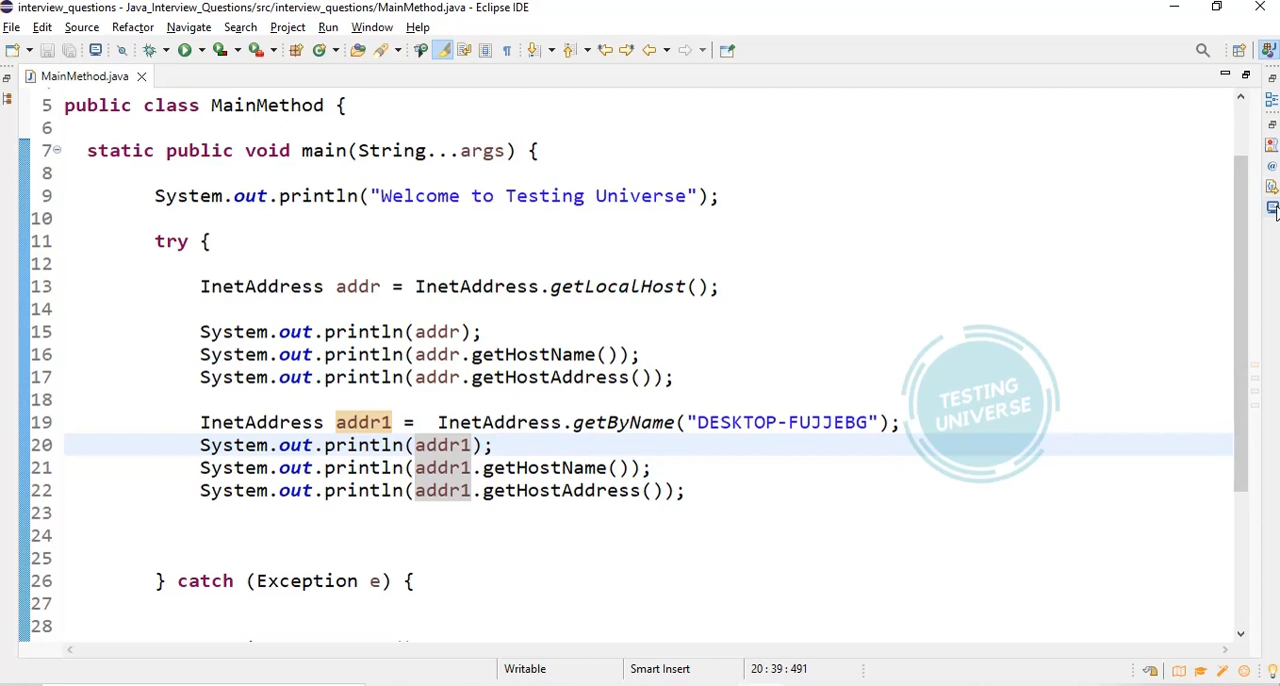 interview_questions - Java_Interview_Questions/src/interview_questions/MainMethod.java - Eclipse IDE
File Edit Source Refactor Navigate Search Project Run Window Help
MainMethod.java
5 public class MainMethod {
6
7 static public void main(String...args) {
8
9 System.out.println("Welcome to Testing Universe");
10
11 try {
12
13 InetAddress addr = InetAddress.getLocalHost();
14
15 System.out.println(addr);
16 System.out.println(addr.getHostName());
17 System.out.println(addr.getHostAddress());
18
19 InetAddress addr1 = InetAddress.getByName("DESKTOP-FUJJEBG");
20 System.out.println(addr1);
21 System.out.println(addr1.getHostName());
22 System.out.println(addr1.getHostAddress());
23
24
25
26 } catch (Exception e) {
27
28
TESTING
UNIVERSE
Writable Smart Insert 20 : 39 : 491